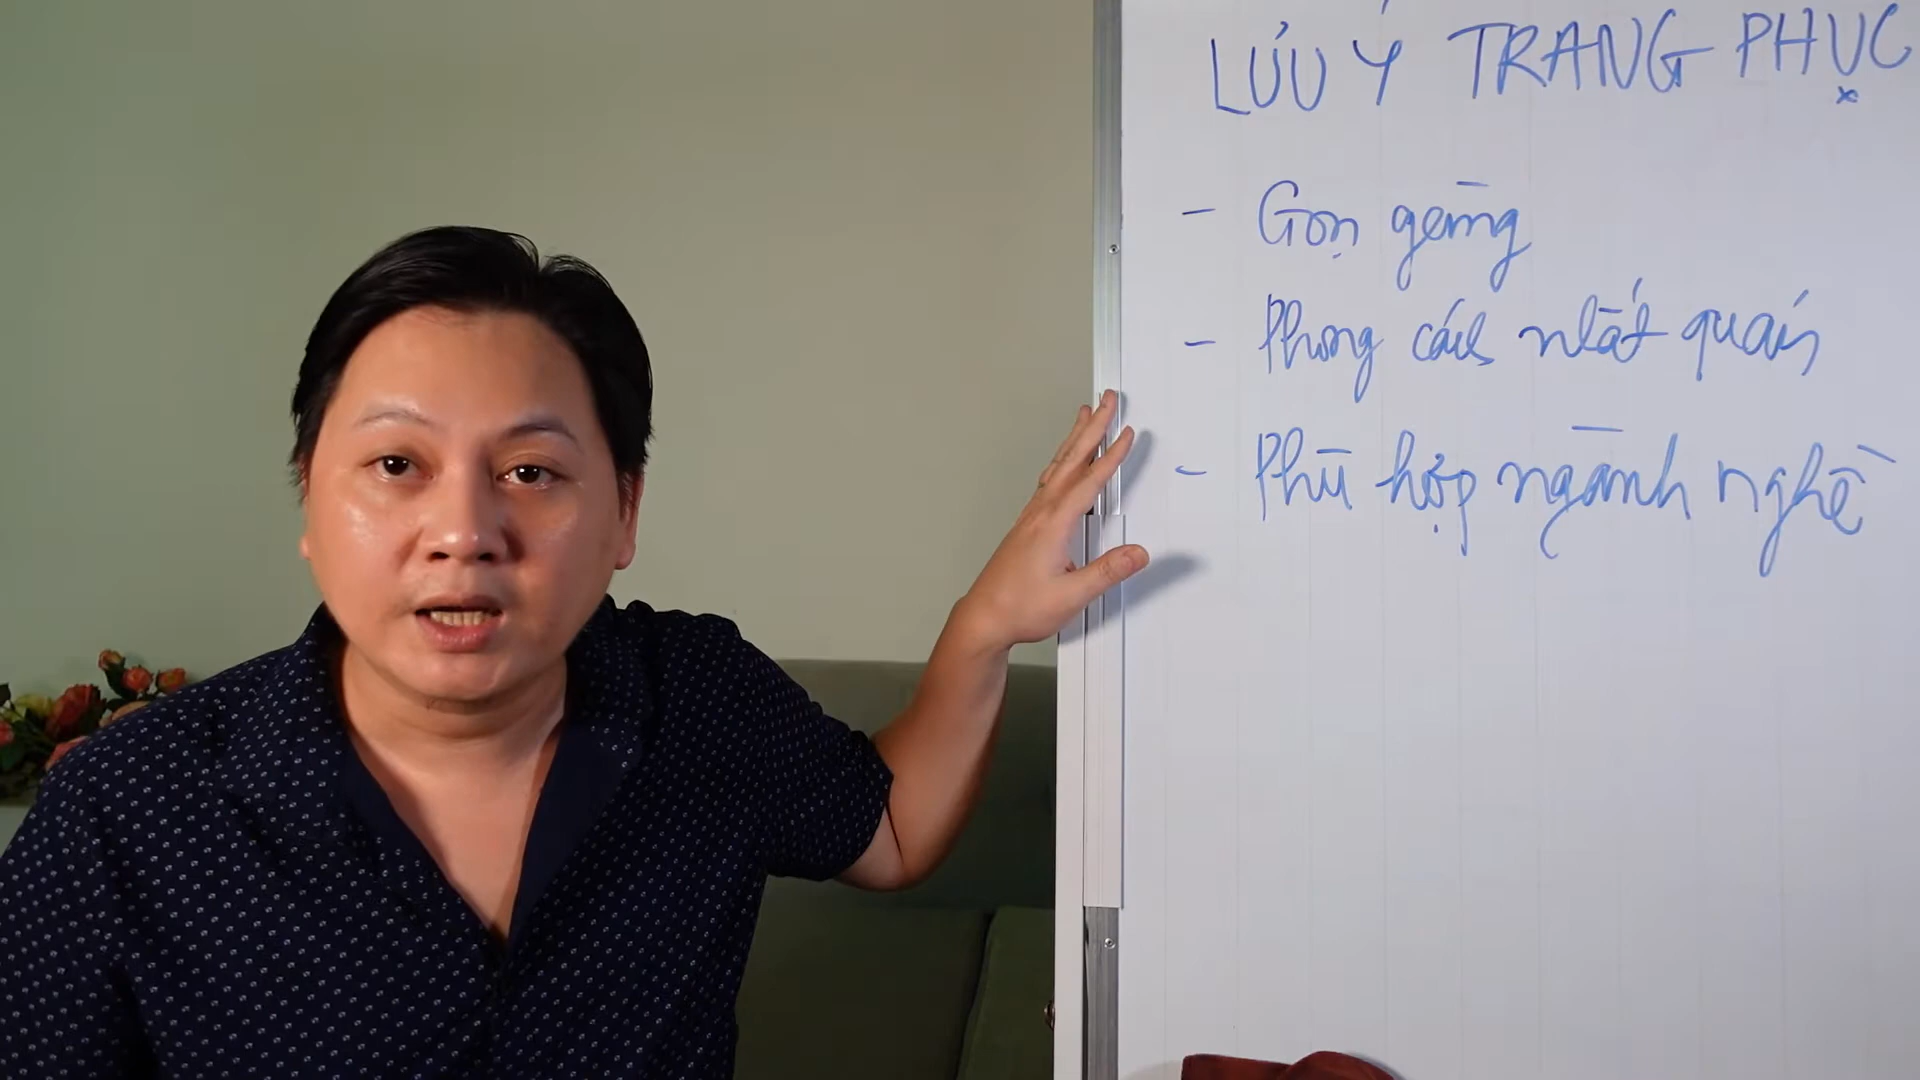 LƯU Ý TRANG PHỤC
- Gọn gàng
- Phong cách nhất quán
- Phù hợp ngành nghề